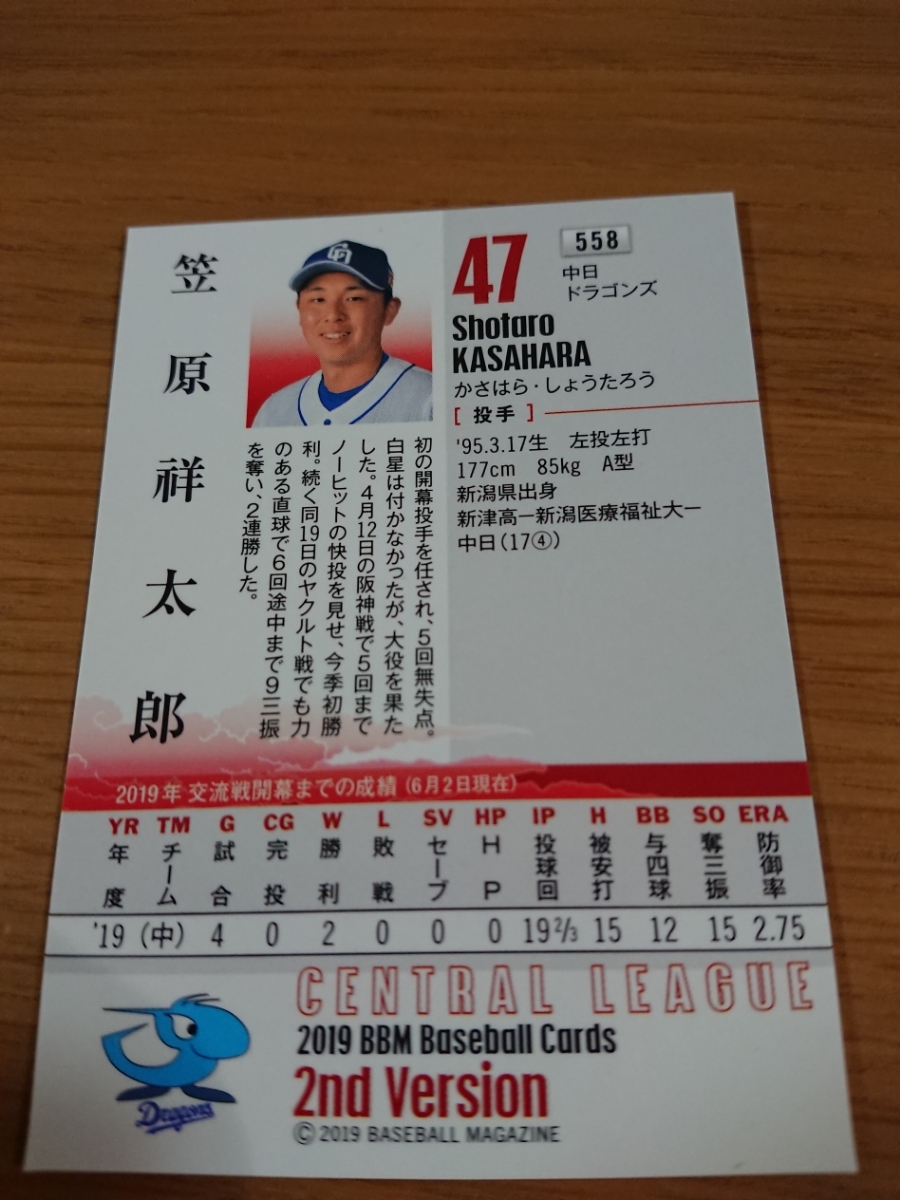 笠原祥太郎
47
558
中日
ドラゴンズ
Shotaro
KASAHARA
かさはら・しょうたろう
[ 投手 ]
'95.3.17生 左投左打
177cm 85kg A型
新潟県出身
新津高ー新潟医療福祉大ー
中日(17④)
初の開幕投手を任され、5回無失点。
白星は付かなかったが、大役を果た
した。4月12日の阪神戦で5回まで
ノーヒットの快投を見せ、今季初勝
利。続く同19日のヤクルト戦でも力
のある直球で6回途中まで9三振
を奪い、2連勝した。
2019年 交流戦開幕までの成績(6月2日現在)
YR TM G CG W L SV HP IP H BB SO ERA
年度 チーム 試合 完投 勝利 敗戦 セーブ HP 投球回 被安打 与四球 奪三振 防御率
'19 (中) 4 0 2 0 0 0 19 2/3 15 12 15 2.75
CENTRAL LEAGUE
2019 BBM Baseball Cards
2nd Version
Ⓒ 2019 BASEBALL MAGAZINE
Dragons